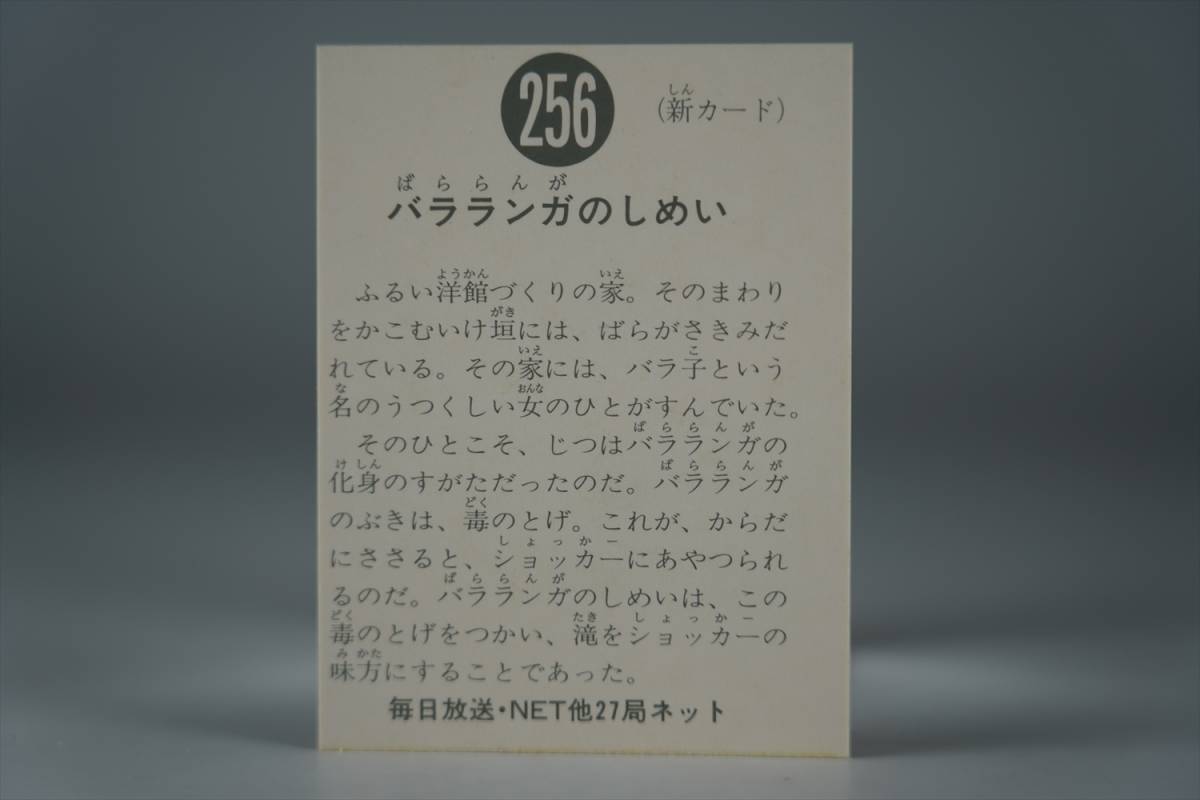 256
（新カード）
しん
ばららんが
バラランガのしめい
ようかん いえ
ふるい洋館づくりの家。そのまわり
がき
をかこむいけ垣には、ばらがさきみだ
いえ こ
れている。その家には、バラ子という
な おんな
名のうつくしい女のひとがすんでいた。
ばららんが
そのひとこそ、じつはバラランガの
けしん ばららんが
化身のすがただったのだ。バラランガ
どく
のぶきは、毒のとげ。これが、からだ
しょっかー
にささると、ショッカーにあやつられ
ばららんが
るのだ。バラランガのしめいは、この
どく たき しょっかー
毒のとげをつかい、滝をショッカーの
みかた
味方にすることであった。
毎日放送・NET他27局ネット